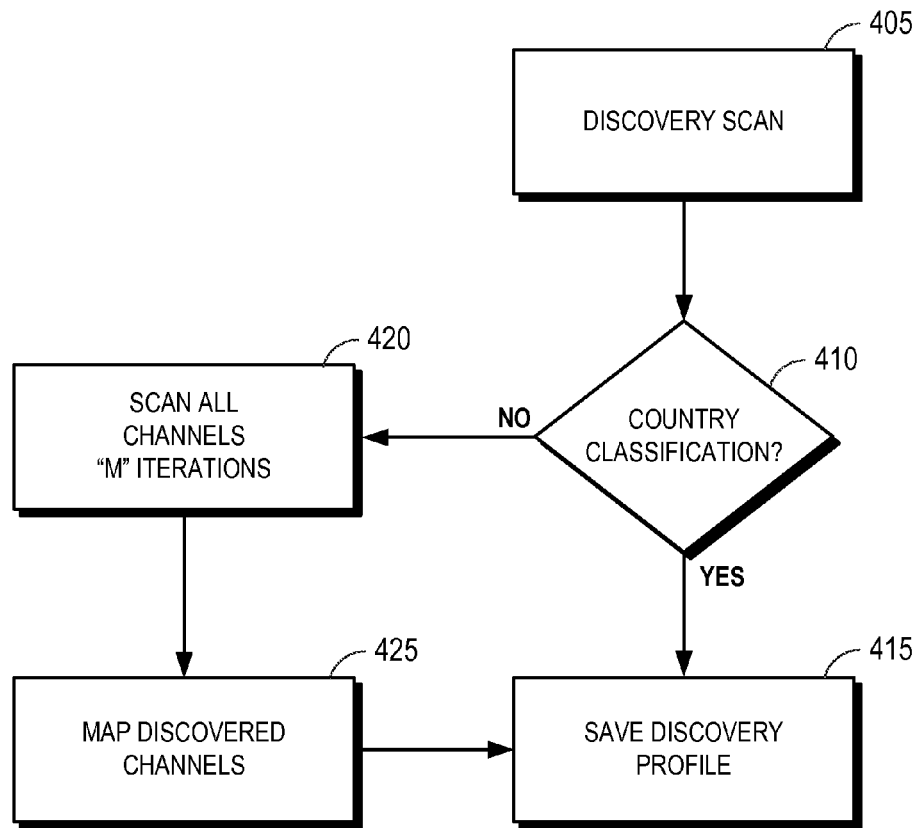 405
DISCOVERY SCAN
410
COUNTRY
CLASSIFICATION?
NO
YES
420
SCAN ALL
CHANNELS
“M” ITERATIONS
425
MAP DISCOVERED
CHANNELS
415
SAVE DISCOVERY
PROFILE